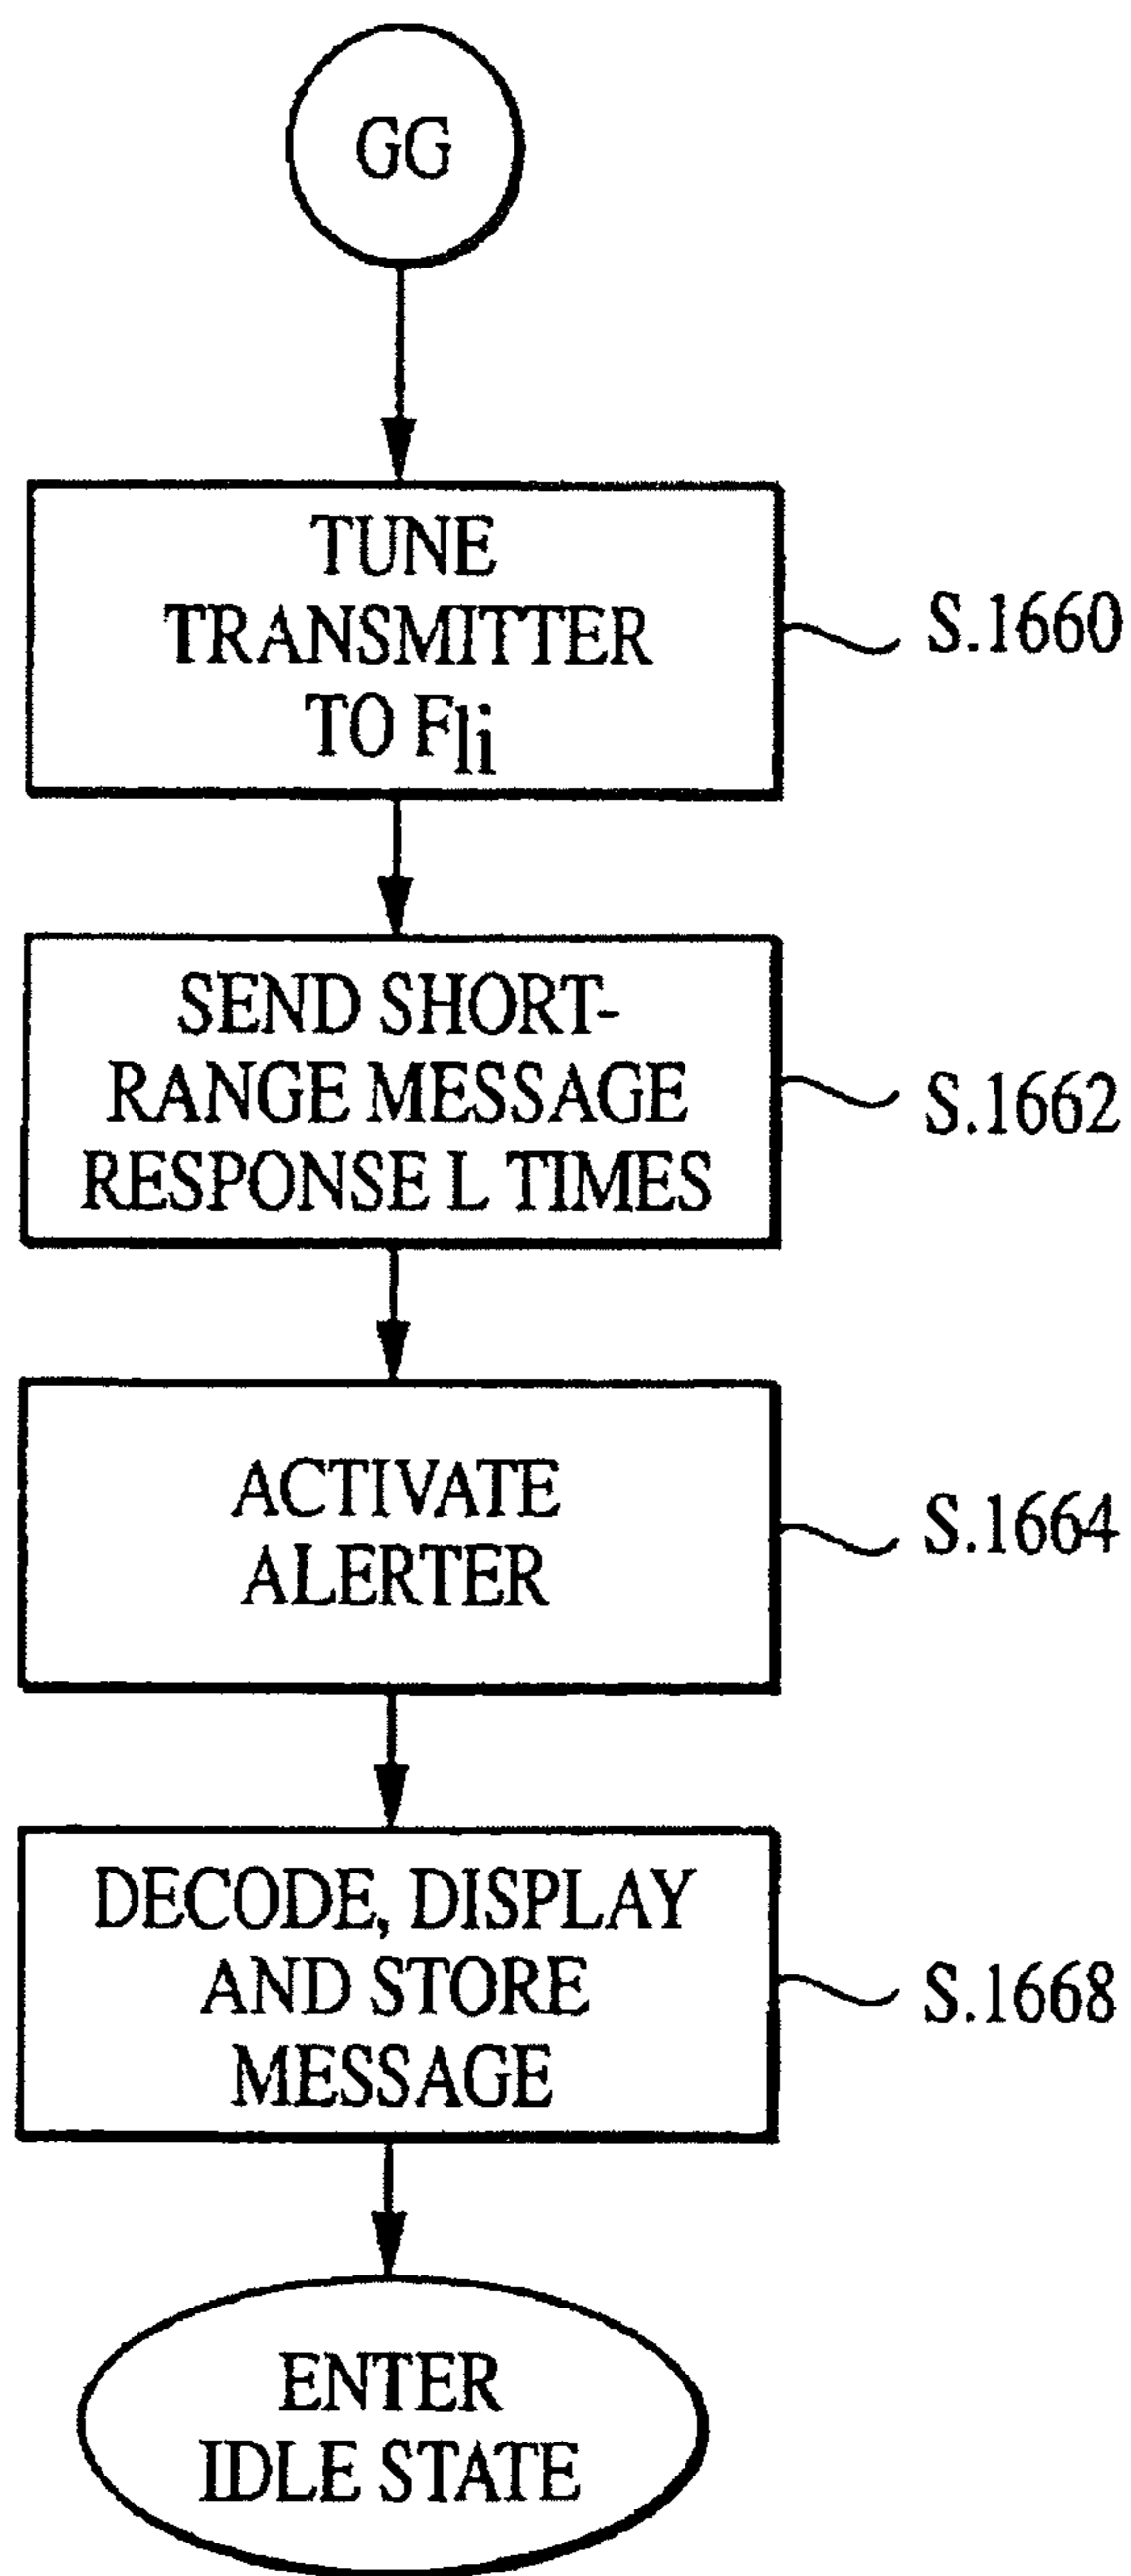 GG
TUNE
TRANSMITTER
TO Fli
S.1660
SEND SHORT-
RANGE MESSAGE
RESPONSE L TIMES
S.1662
ACTIVATE
ALERTER
S.1664
DECODE, DISPLAY
AND STORE
MESSAGE
S.1668
ENTER
IDLE STATE